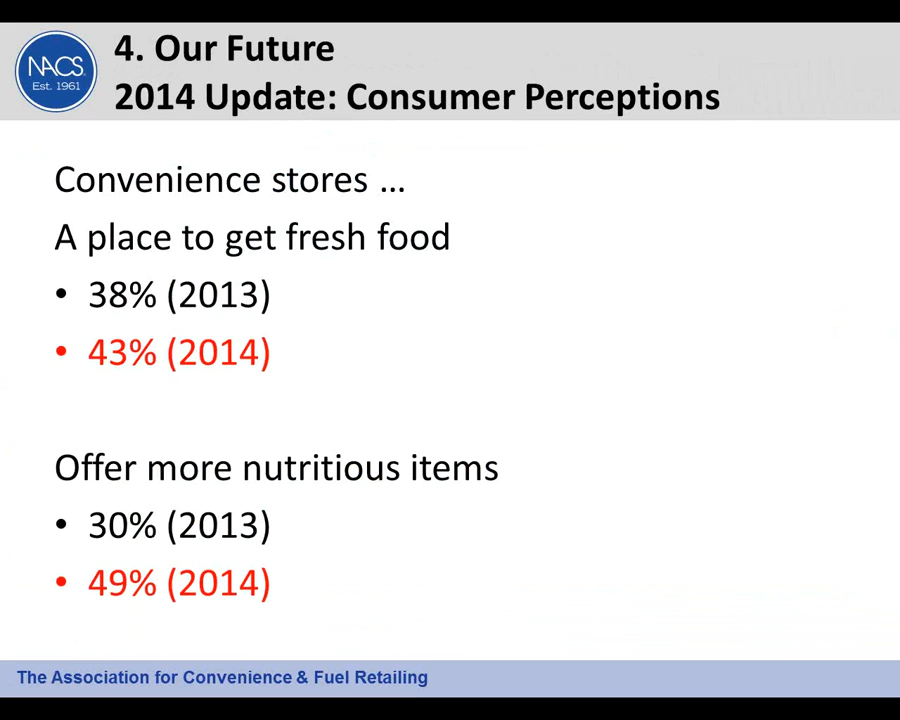 NACS
Est. 1961
4. Our Future
2014 Update: Consumer Perceptions
Convenience stores …
A place to get fresh food
• 38% (2013)
• 43% (2014)
Offer more nutritious items
• 30% (2013)
• 49% (2014)
The Association for Convenience & Fuel Retailing